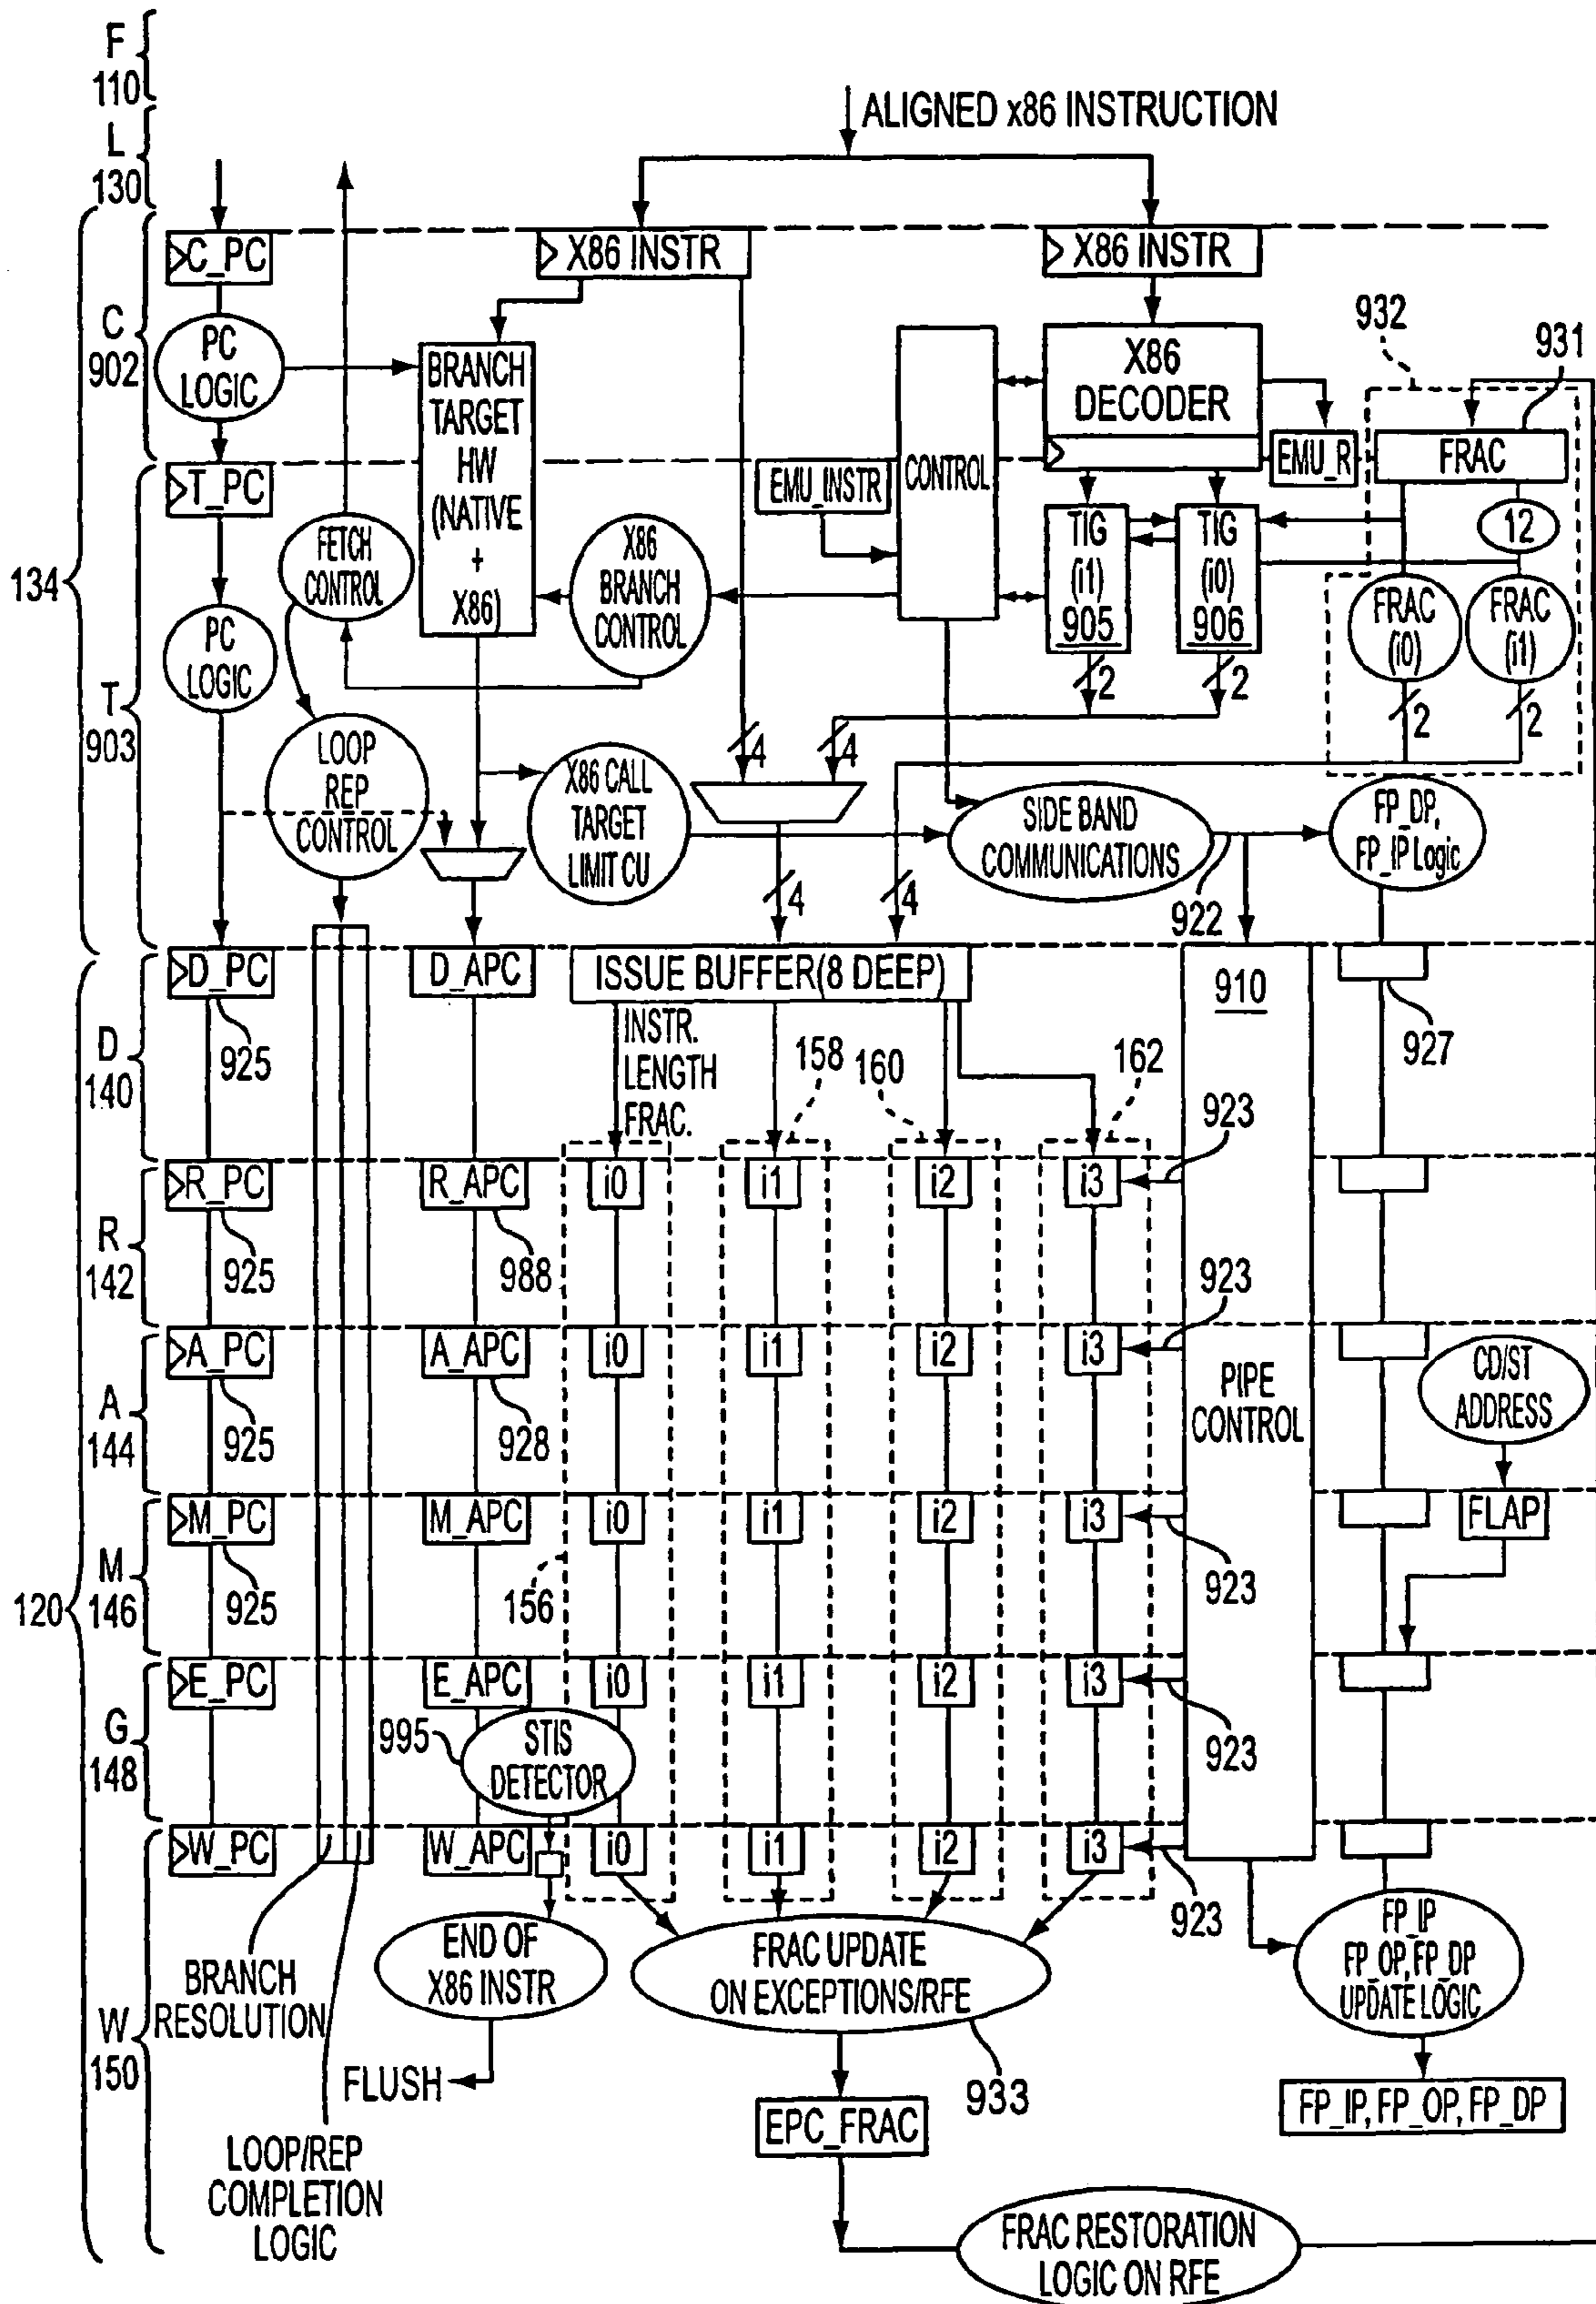 F
110
L
130
ALIGNED x86 INSTRUCTION
C_PC
X86 INSTR
X86 INSTR
C
902
PC
LOGIC
BRANCH
TARGET
HW
(NATIVE
+
X86)
CONTROL
X86
DECODER
932
931
FRAC
EMU_R
EMU_INSTR
T_PC
FETCH
CONTROL
X86
BRANCH
CONTROL
TIG
(i1)
905
TIG
(i0)
906
12
FRAC
(i0)
FRAC
(i1)
134
PC
LOGIC
2
2
2
2
T
903
LOOP
REP
CONTROL
X86 CALL
TARGET
LIMIT CU
4
4
SIDE BAND
COMMUNICATIONS
FP_DP,
FP_IP Logic
4
4
922
D_PC
D_APC
ISSUE BUFFER(8 DEEP)
910
925
927
INSTR.
LENGTH
FRAC.
158
160
162
D
140
923
R_PC
R_APC
i0
i1
i2
i3
R
142
925
988
923
A_PC
A_APC
i0
i1
i2
i3
PIPE
CONTROL
CD/ST
ADDRESS
A
144
925
928
M_PC
M_APC
i0
i1
i2
i3
FLAP
120
M
146
925
156
923
E_PC
E_APC
i0
i1
i2
i3
G
148
995
STIS
DETECTOR
923
W_PC
W_APC
i0
i1
i2
i3
923
END OF
X86 INSTR
FRAC UPDATE
ON EXCEPTIONS/RFE
FP_IP
FP_OP, FP_DP
UPDATE LOGIC
BRANCH
RESOLUTION
W
150
FLUSH
933
EPC_FRAC
FP_IP, FP_OP, FP_DP
LOOP/REP
COMPLETION
LOGIC
FRAC RESTORATION
LOGIC ON RFE